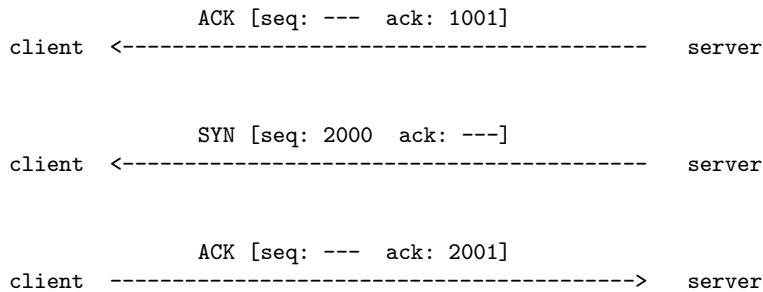 ACK [seq: --- ack: 1001]
client <------------------------------------------ server
SYN [seq: 2000 ack: ---]
client <------------------------------------------ server
ACK [seq: --- ack: 2001]
client ------------------------------------------> server